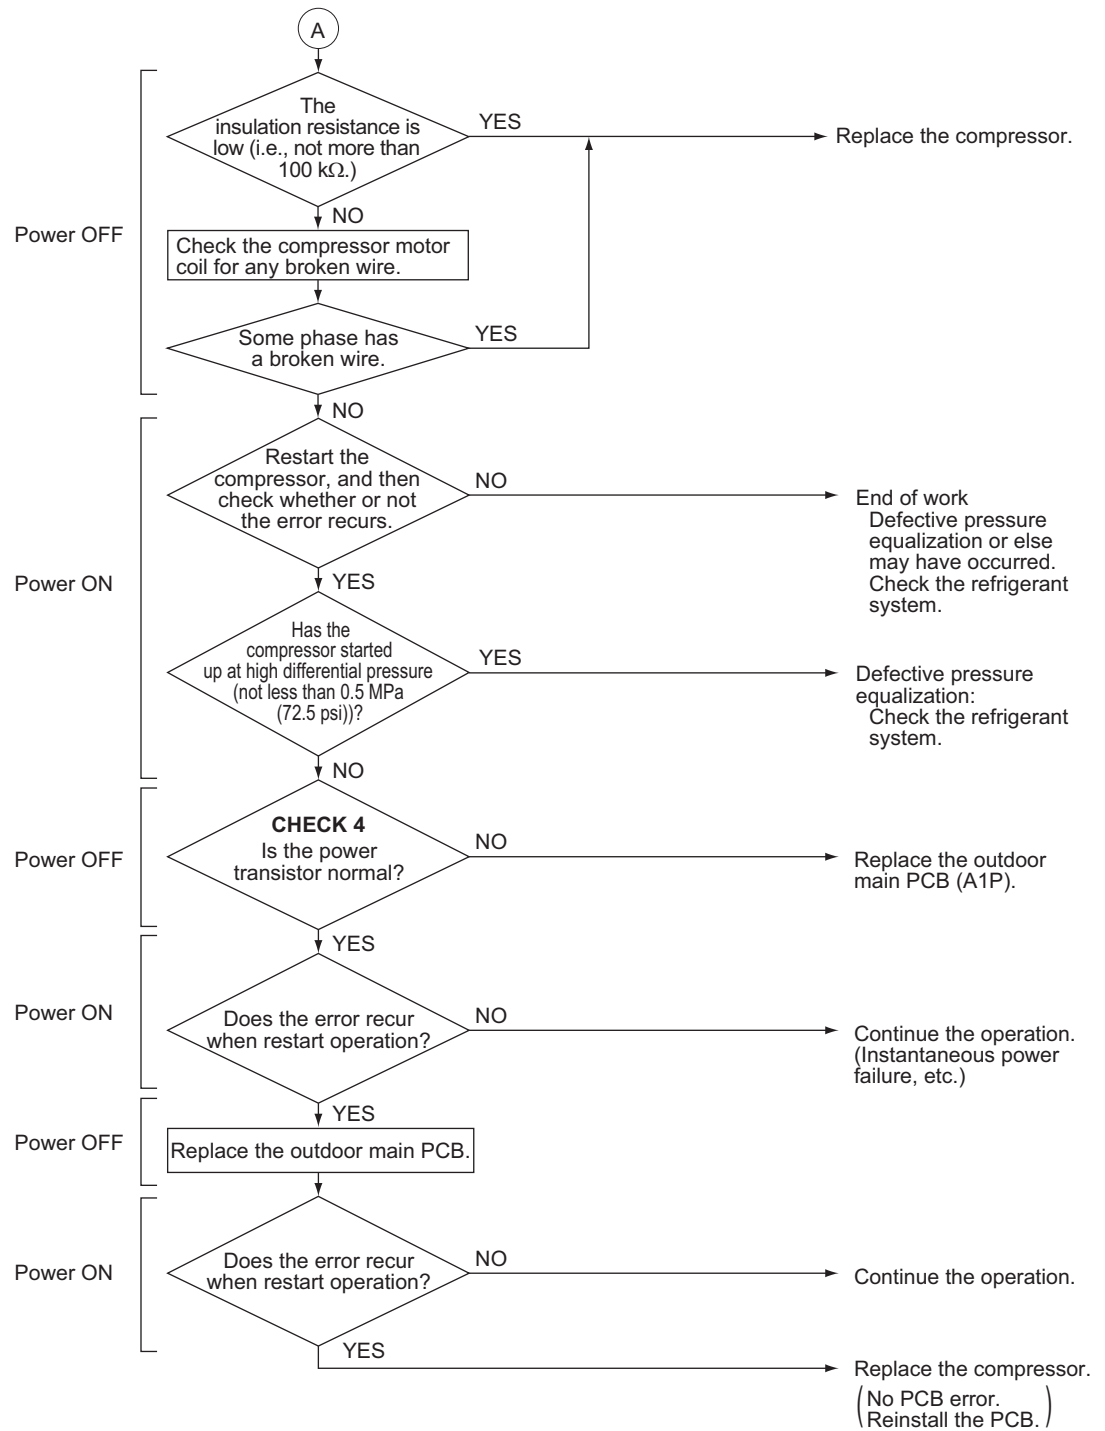 A
The
insulation resistance is
low (i.e., not more than
100 kΩ.)
YES
Replace the compressor.
Power OFF
NO
Check the compressor motor
coil for any broken wire.
Some phase has
a broken wire.
YES
NO
Restart the
compressor, and then
check whether or not
the error recurs.
NO
End of work
Defective pressure
equalization or else
may have occurred.
Check the refrigerant
system.
Power ON
YES
Has the
compressor started
up at high differential pressure
(not less than 0.5 MPa
(72.5 psi))?
YES
Defective pressure
equalization:
Check the refrigerant
system.
NO
Power OFF
CHECK 4
Is the power
transistor normal?
NO
Replace the outdoor
main PCB (A1P).
YES
Power ON
Does the error recur
when restart operation?
NO
Continue the operation.
(Instantaneous power
failure, etc.)
YES
Power OFF
Replace the outdoor main PCB.
Power ON
Does the error recur
when restart operation?
NO
Continue the operation.
YES
Replace the compressor.
(No PCB error.
Reinstall the PCB.)